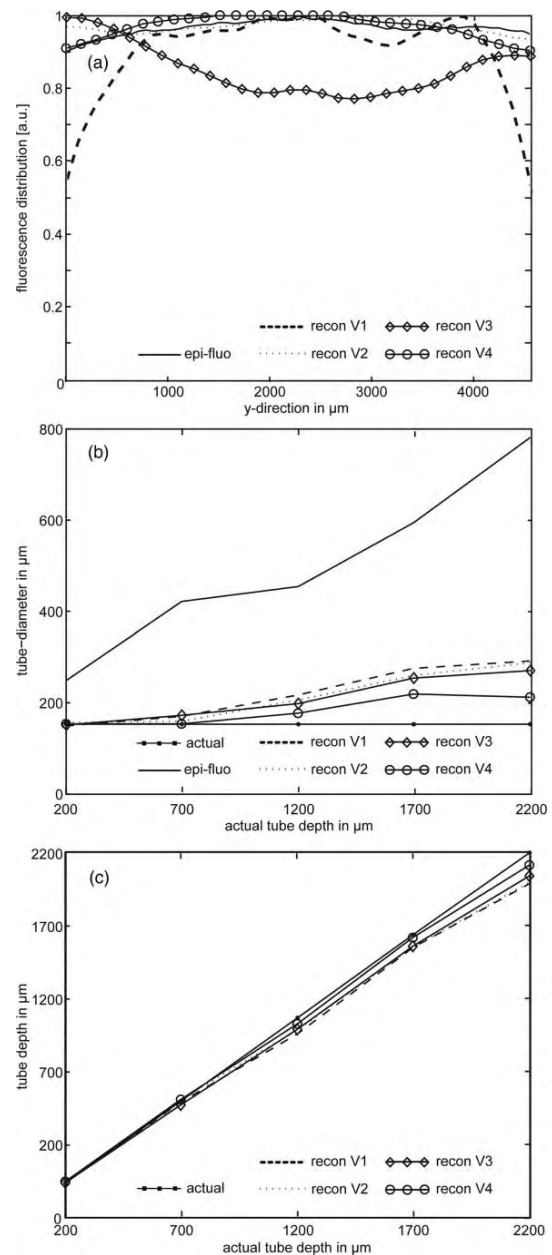 1
(a)
0.8
0.6
0.4
0.2
0
fluorescence distribution [a.u.]
epi-fluo
recon V1
recon V2
recon V3
recon V4
0
1000
2000
3000
4000
y-direction in µm
800
(b)
600
400
200
0
tube-diameter in µm
actual
epi-fluo
recon V1
recon V2
recon V3
recon V4
200
700
1200
1700
2200
actual tube depth in µm
2200
(c)
1700
1200
700
200
0
tube depth in µm
actual
recon V1
recon V2
recon V3
recon V4
200
700
1200
1700
2200
actual tube depth in µm